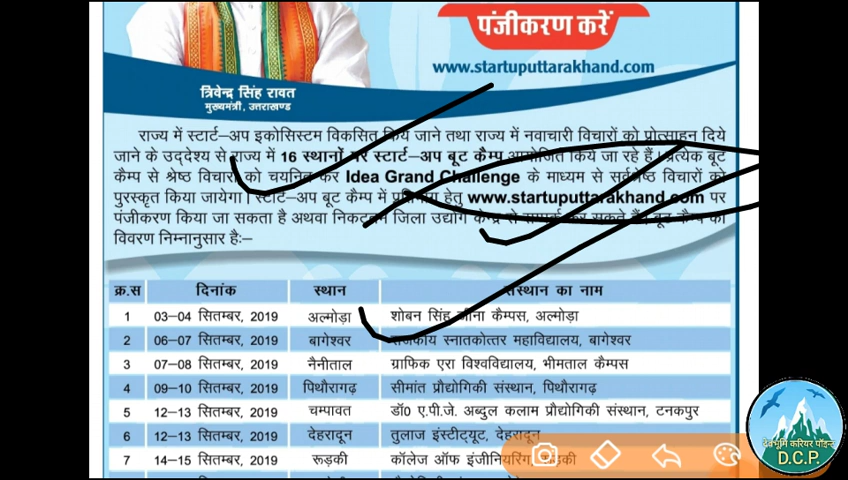 पंजीकरण करें
www.startuputtarakhand.com
त्रिवेन्द्र सिंह रावत
मुख्यमंत्री, उत्तराखण्ड
राज्य में स्टार्ट–अप इकोसिस्टम विकसित किये जाने तथा राज्य में नवाचारी विचारों को प्रोत्साहन दिये
जाने के उद्देश्य से राज्य में 16 स्थानों पर स्टार्ट–अप बूट कैम्प आयोजित किये जा रहे हैं। प्रत्येक बूट
कैम्प से श्रेष्ठ विचारों को चयनित कर Idea Grand Challenge के माध्यम से सर्वश्रेष्ठ विचारों को
पुरस्कृत किया जायेगा। स्टार्ट–अप बूट कैम्प में हेतु www.startuputtarakhand.com पर
पंजीकरण किया जा सकता है अथवा निकटतम जिला उद्योग केन्द्र से सम्पर्क कर सकते हैं। बूट कैम्प का
विवरण निम्नानुसार है:–
क्र.स दिनांक स्थान संस्थान का नाम
1 03–04 सितम्बर, 2019 अल्मोड़ा शोबन सिंह जीना कैम्पस, अल्मोड़ा
2 06–07 सितम्बर, 2019 बागेश्वर राजकीय स्नातकोत्तर महाविद्यालय, बागेश्वर
3 07–08 सितम्बर, 2019 नैनीताल ग्राफिक एरा विश्वविद्यालय, भीमताल कैम्पस
4 09–10 सितम्बर, 2019 पिथौरागढ़ सीमांत प्रौद्योगिकी संस्थान, पिथौरागढ़
5 12–13 सितम्बर, 2019 चम्पावत डॉ0 ए.पी.जे. अब्दुल कलाम प्रौद्योगिकी संस्थान, टनकपुर
6 12–13 सितम्बर, 2019 देहरादून तुलाज इंस्टीट्यूट, देहरादून
7 14–15 सितम्बर, 2019 रूड़की कॉलेज ऑफ इंजीनियरिंग, रूड़की
देवभूमि करियर पॉइन्ट
D.C.P.